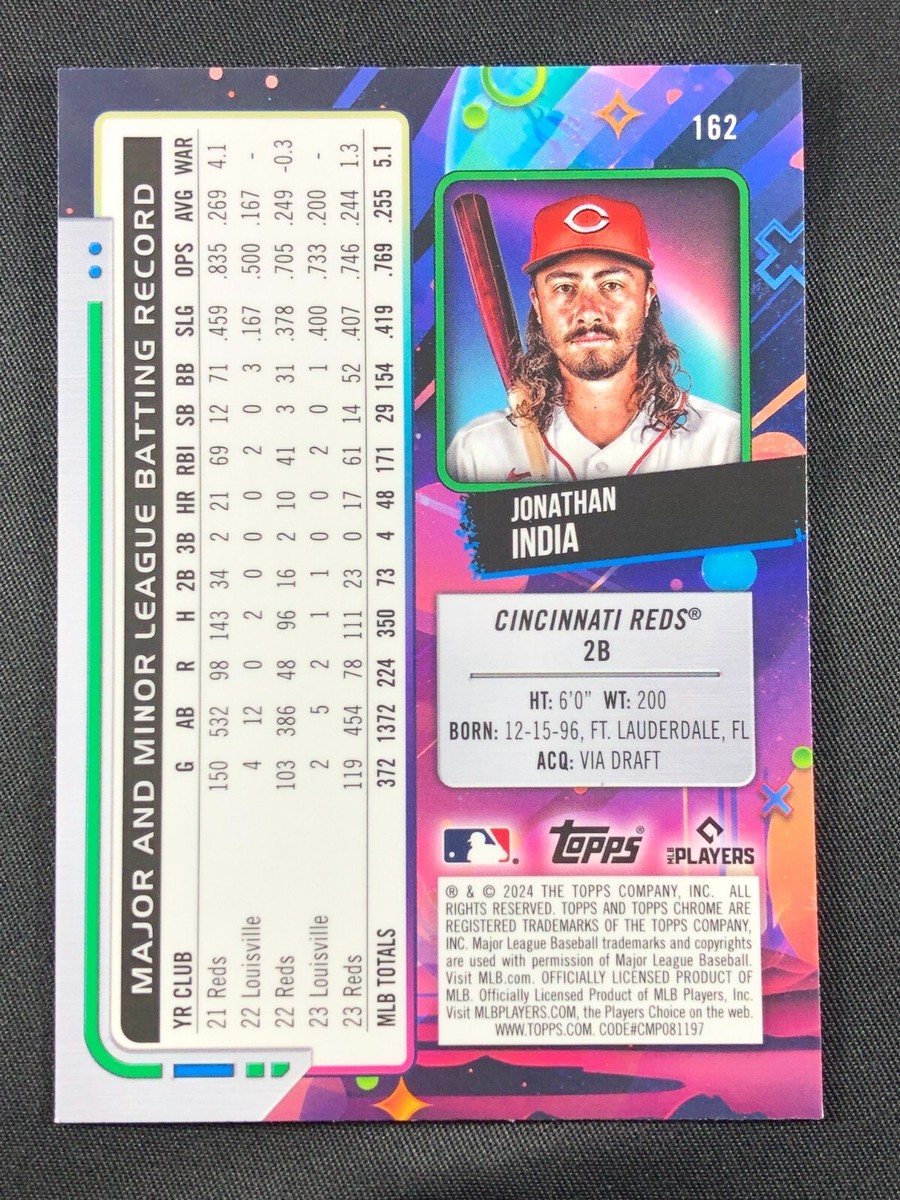 162
JONATHAN
INDIA
CINCINNATI REDS®
2B
HT: 6'0" WT: 200
BORN: 12-15-96, FT. LAUDERDALE, FL
ACQ: VIA DRAFT
MAJOR AND MINOR LEAGUE BATTING RECORD
YR CLUB G AB R H 2B 3B HR RBI SB BB SLG OPS AVG WAR
21 Reds 150 532 98 143 34 2 21 69 12 71 .459 .835 .269 4.1
22 Louisville 4 12 0 2 0 0 0 2 0 3 .167 .500 .167 -
22 Reds 103 386 48 96 16 2 10 41 3 31 .378 .705 .249 -0.3
23 Louisville 2 5 2 1 1 0 0 2 0 1 .400 .733 .200 -
23 Reds 119 454 78 111 23 0 17 61 14 52 .407 .746 .244 1.3
MLB TOTALS 372 1372 224 350 73 4 48 171 29 154 .419 .769 .255 5.1
topps®
MLB PLAYERS
® & © 2024 THE TOPPS COMPANY, INC. ALL
RIGHTS RESERVED. TOPPS AND TOPPS CHROME ARE
REGISTERED TRADEMARKS OF THE TOPPS COMPANY,
INC. Major League Baseball trademarks and copyrights
are used with permission of Major League Baseball.
Visit MLB.com. OFFICIALLY LICENSED PRODUCT OF
MLB. Officially Licensed Product of MLB Players, Inc.
Visit MLBPLAYERS.com, the Players Choice on the web.
WWW.TOPPS.COM. CODE#CMP081197